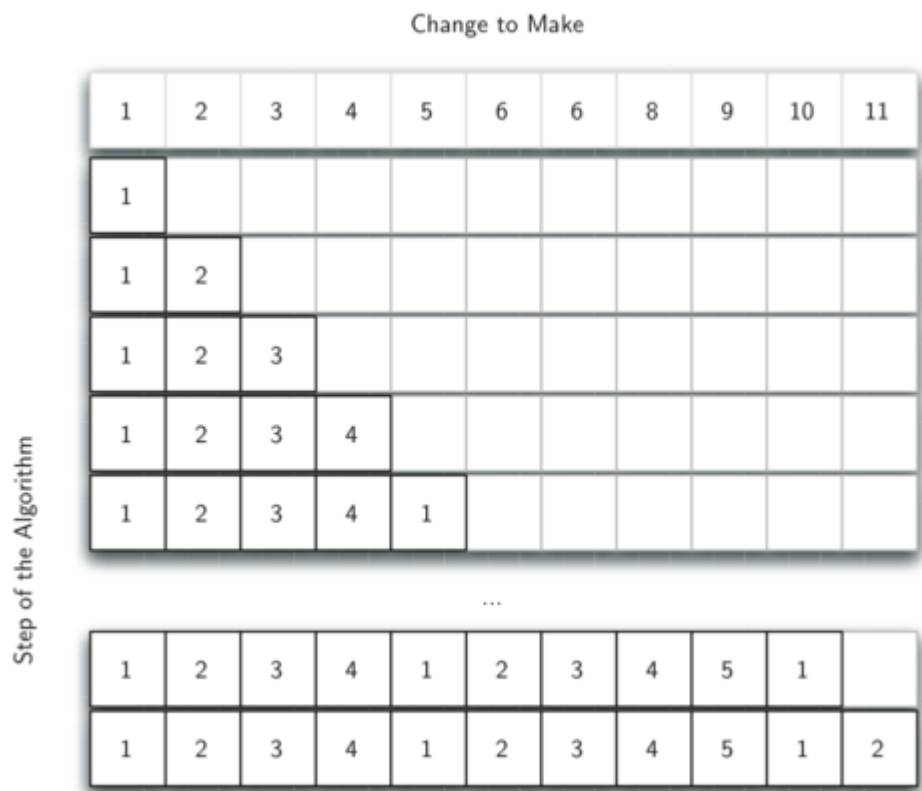 Change to Make
1 2 3 4 5 6 6 8 9 10 11
1
1 2
1 2 3
1 2 3 4
1 2 3 4 1
Step of the Algorithm
...
1 2 3 4 1 2 3 4 5 1
1 2 3 4 1 2 3 4 5 1 2